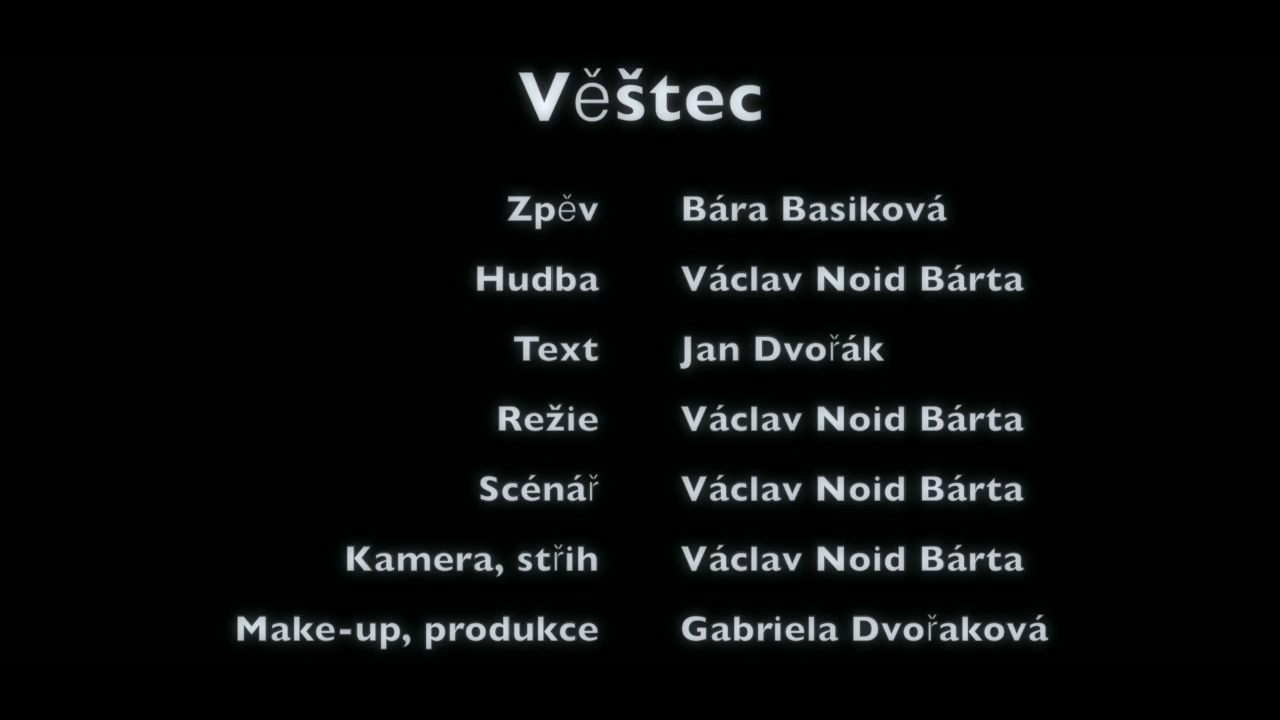 Věštec
Zpěv Bára Basiková
Hudba Václav Noid Bárta
Text Jan Dvořák
Režie Václav Noid Bárta
Scénář Václav Noid Bárta
Kamera, střih Václav Noid Bárta
Make-up, produkce Gabriela Dvořaková